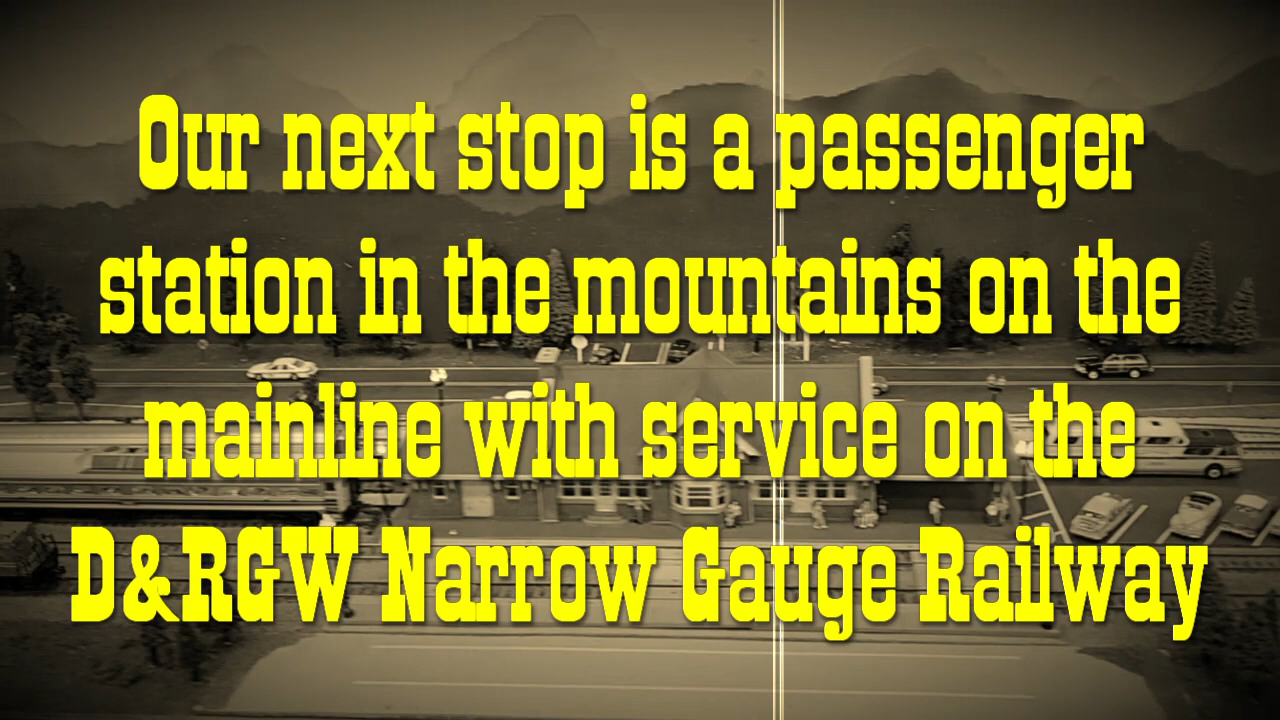 Our next stop is a passenger
station in the mountains on the
mainline with service on the
D&RGW Narrow Gauge Railway